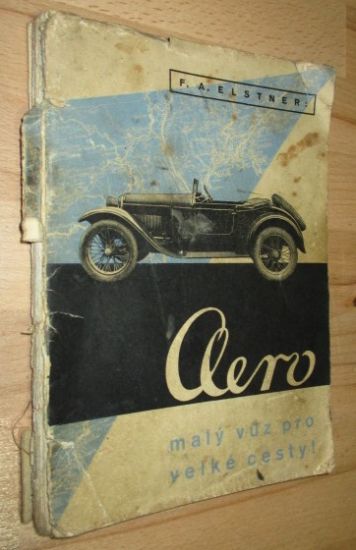 F. A. ELSTNER:
Aero
malý vůz pro
velké cesty!